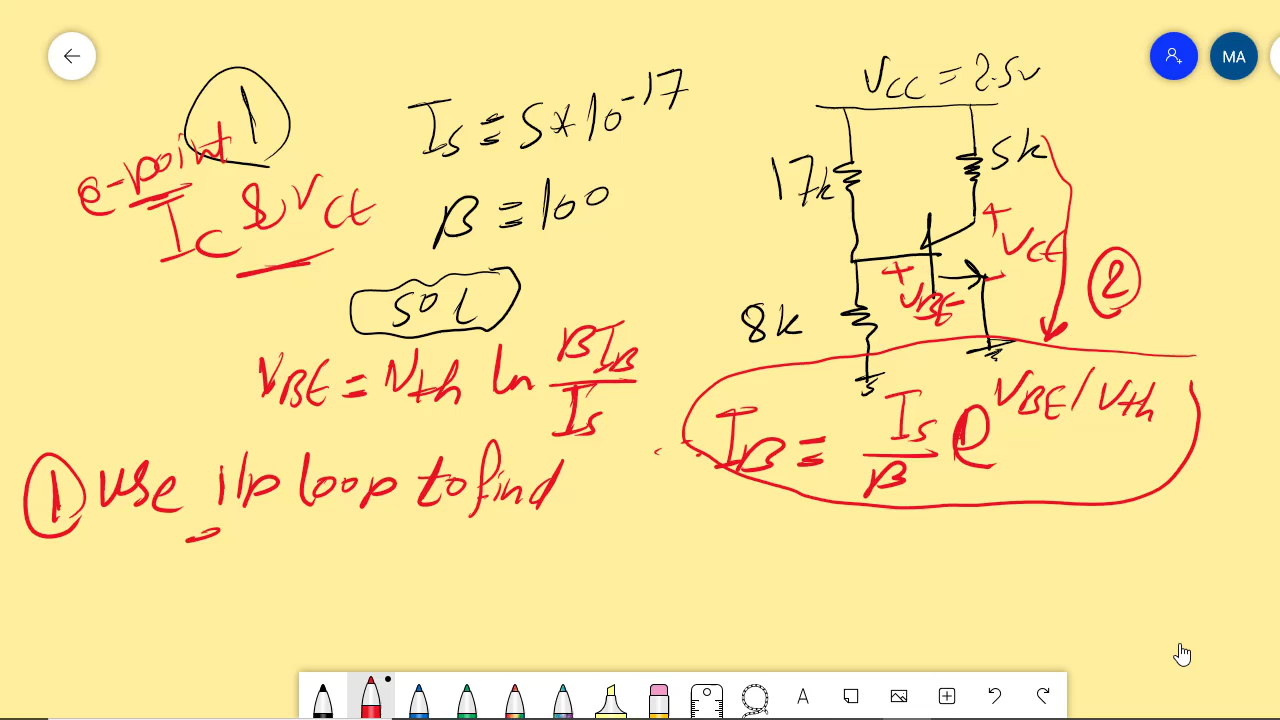 1
e-point
IC & VCE
IS = 5*10-17
β = 100
SOL
VBE = Vth ln βIB/IS
① use i/p loop to find
VCC = 2.5v
17k
5k
+
VCE
-
+
VBE
-
8k
②
IB = IS/β e VBE/Vth
MA
A